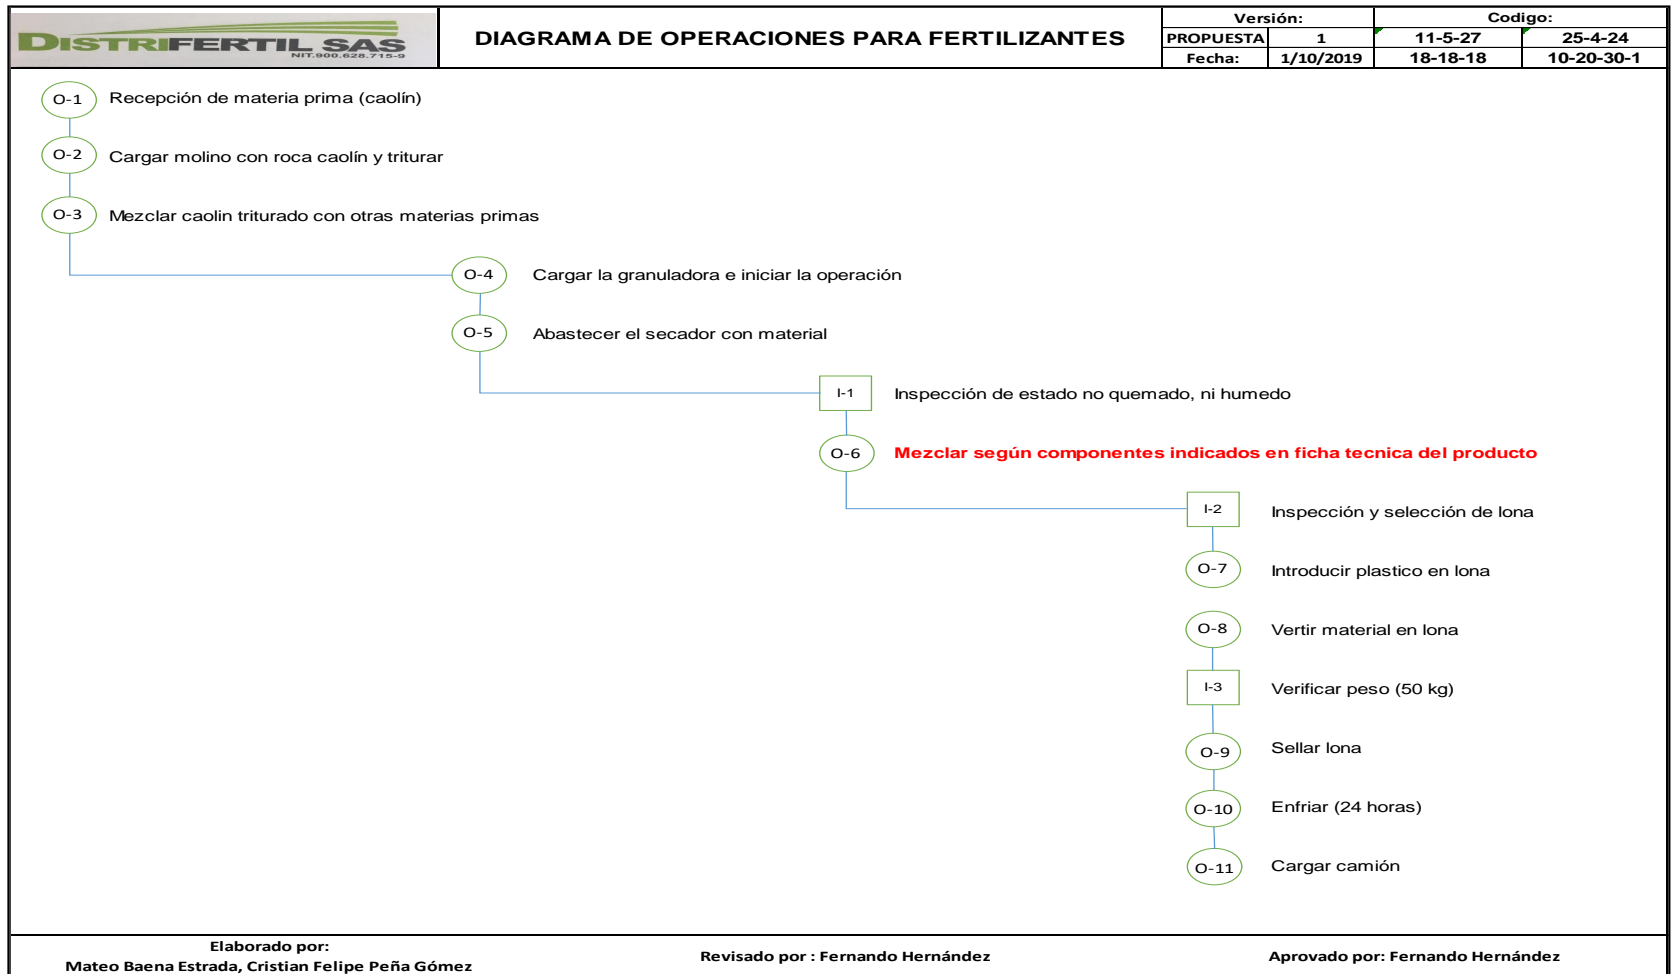 DISTRIFERTIL SAS
NIT.900.628.715-9
DIAGRAMA DE OPERACIONES PARA FERTILIZANTES
Versión: Codigo:
PROPUESTA 1 11-5-27 25-4-24
Fecha: 1/10/2019 18-18-18 10-20-30-1
O-1 Recepción de materia prima (caolín)
O-2 Cargar molino con roca caolín y triturar
O-3 Mezclar caolin triturado con otras materias primas
O-4 Cargar la granuladora e iniciar la operación
O-5 Abastecer el secador con material
I-1 Inspección de estado no quemado, ni humedo
O-6 Mezclar según componentes indicados en ficha tecnica del producto
I-2 Inspección y selección de lona
O-7 Introducir plastico en lona
O-8 Vertir material en lona
I-3 Verificar peso (50 kg)
O-9 Sellar lona
O-10 Enfriar (24 horas)
O-11 Cargar camión
Elaborado por:
Mateo Baena Estrada, Cristian Felipe Peña Gómez
Revisado por : Fernando Hernández
Aprovado por: Fernando Hernández